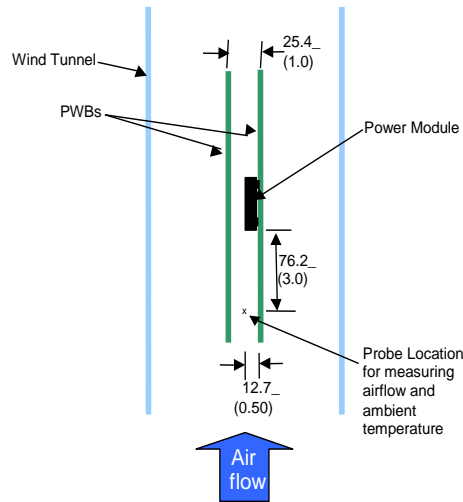 25.4_
(1.0)
Wind Tunnel
PWBs
Power Module
76.2_
(3.0)
x
Probe Location
for measuring
airflow and
ambient
temperature
12.7_
(0.50)
Air
flow